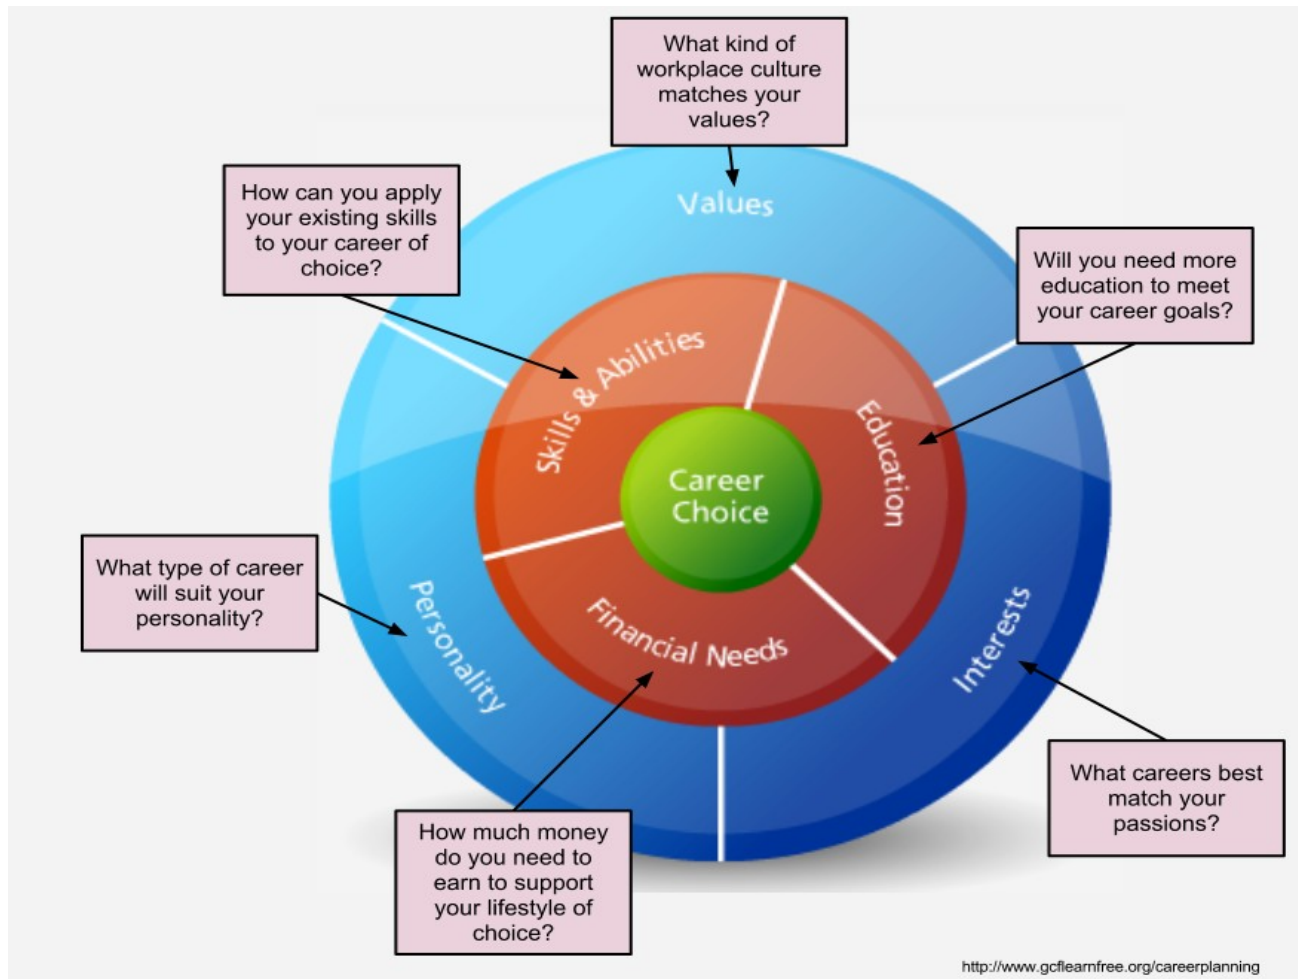 What kind of
workplace culture
matches your
values?
How can you apply
your existing skills
to your career of
choice?
Values
Will you need more
education to meet
your career goals?
Skills & Abilities
Education
Career
Choice
What type of career
will suit your
personality?
Personality
Financial Needs
Interests
What careers best
match your
passions?
How much money
do you need to
earn to support
your lifestyle of
choice?
http://www.gcflearnfree.org/careerplanning